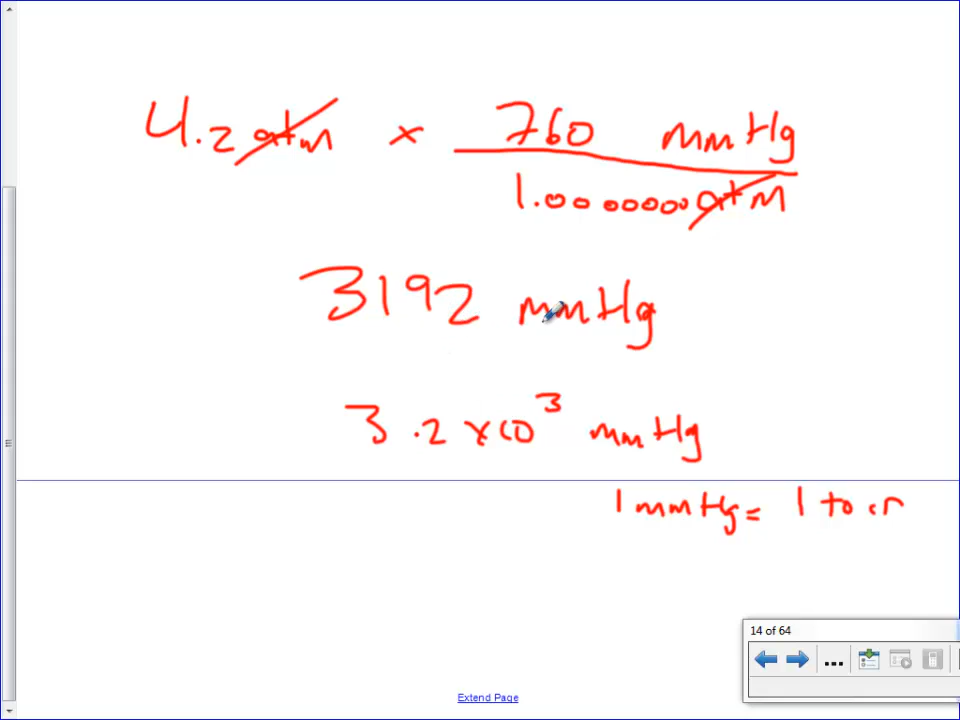 4.2 atm x 760 mmHg
1.0000000 atm
3192 mmHg
3.2 x 10³ mmHg
1 mmHg = 1 torr
14 of 64
...
Extend Page